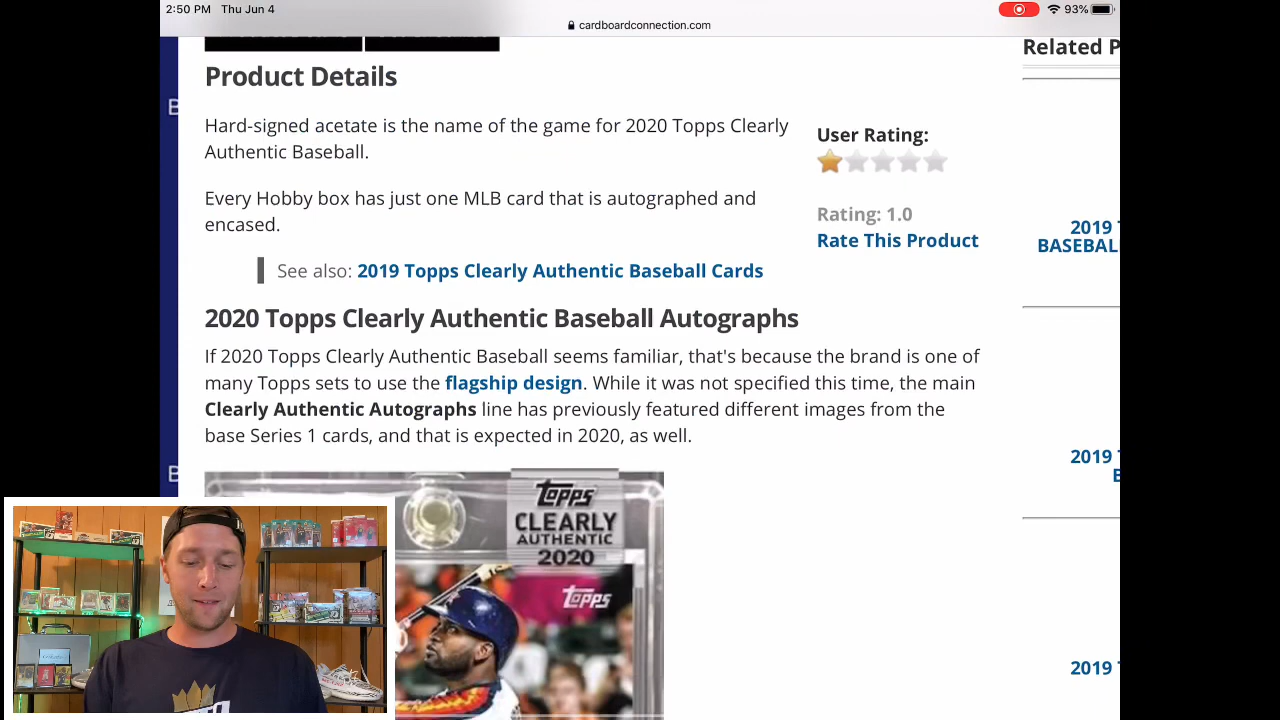 2:50 PM Thu Jun 4
93%
cardboardconnection.com
Related P
Product Details
Hard-signed acetate is the name of the game for 2020 Topps Clearly
Authentic Baseball.
User Rating:
Every Hobby box has just one MLB card that is autographed and
encased.
Rating: 1.0
Rate This Product
2019 T
BASEBALL
See also: 2019 Topps Clearly Authentic Baseball Cards
2020 Topps Clearly Authentic Baseball Autographs
If 2020 Topps Clearly Authentic Baseball seems familiar, that's because the brand is one of
many Topps sets to use the flagship design. While it was not specified this time, the main
Clearly Authentic Autographs line has previously featured different images from the
base Series 1 cards, and that is expected in 2020, as well.
2019 T
B
B
B
Topps
CLEARLY
AUTHENTIC
2020
Topps
2019 T